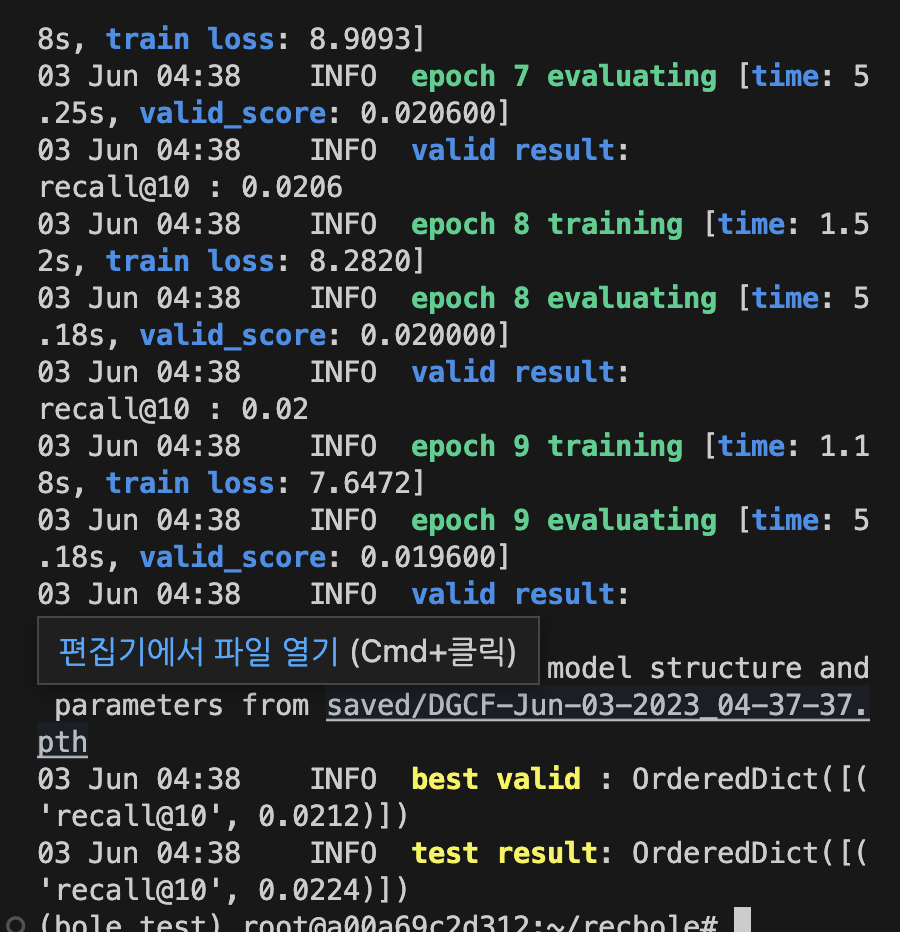 8s, train loss: 8.9093]
03 Jun 04:38    INFO  epoch 7 evaluating [time: 5
.25s, valid_score: 0.020600]
03 Jun 04:38    INFO  valid result:
recall@10 : 0.0206
03 Jun 04:38    INFO  epoch 8 training [time: 1.5
2s, train loss: 8.2820]
03 Jun 04:38    INFO  epoch 8 evaluating [time: 5
.18s, valid_score: 0.020000]
03 Jun 04:38    INFO  valid result:
recall@10 : 0.02
03 Jun 04:38    INFO  epoch 9 training [time: 1.1
8s, train loss: 7.6472]
03 Jun 04:38    INFO  epoch 9 evaluating [time: 5
.18s, valid_score: 0.019600]
03 Jun 04:38    INFO  valid result:
편집기에서 파일 열기 (Cmd+클릭)
model structure and
 parameters from saved/DGCF-Jun-03-2023_04-37-37.
pth
03 Jun 04:38    INFO  best valid : OrderedDict([(
'recall@10', 0.0212)])
03 Jun 04:38    INFO  test result: OrderedDict([(
'recall@10', 0.0224)])
(bole_test) root@a00a69c2d312:~/recbole#